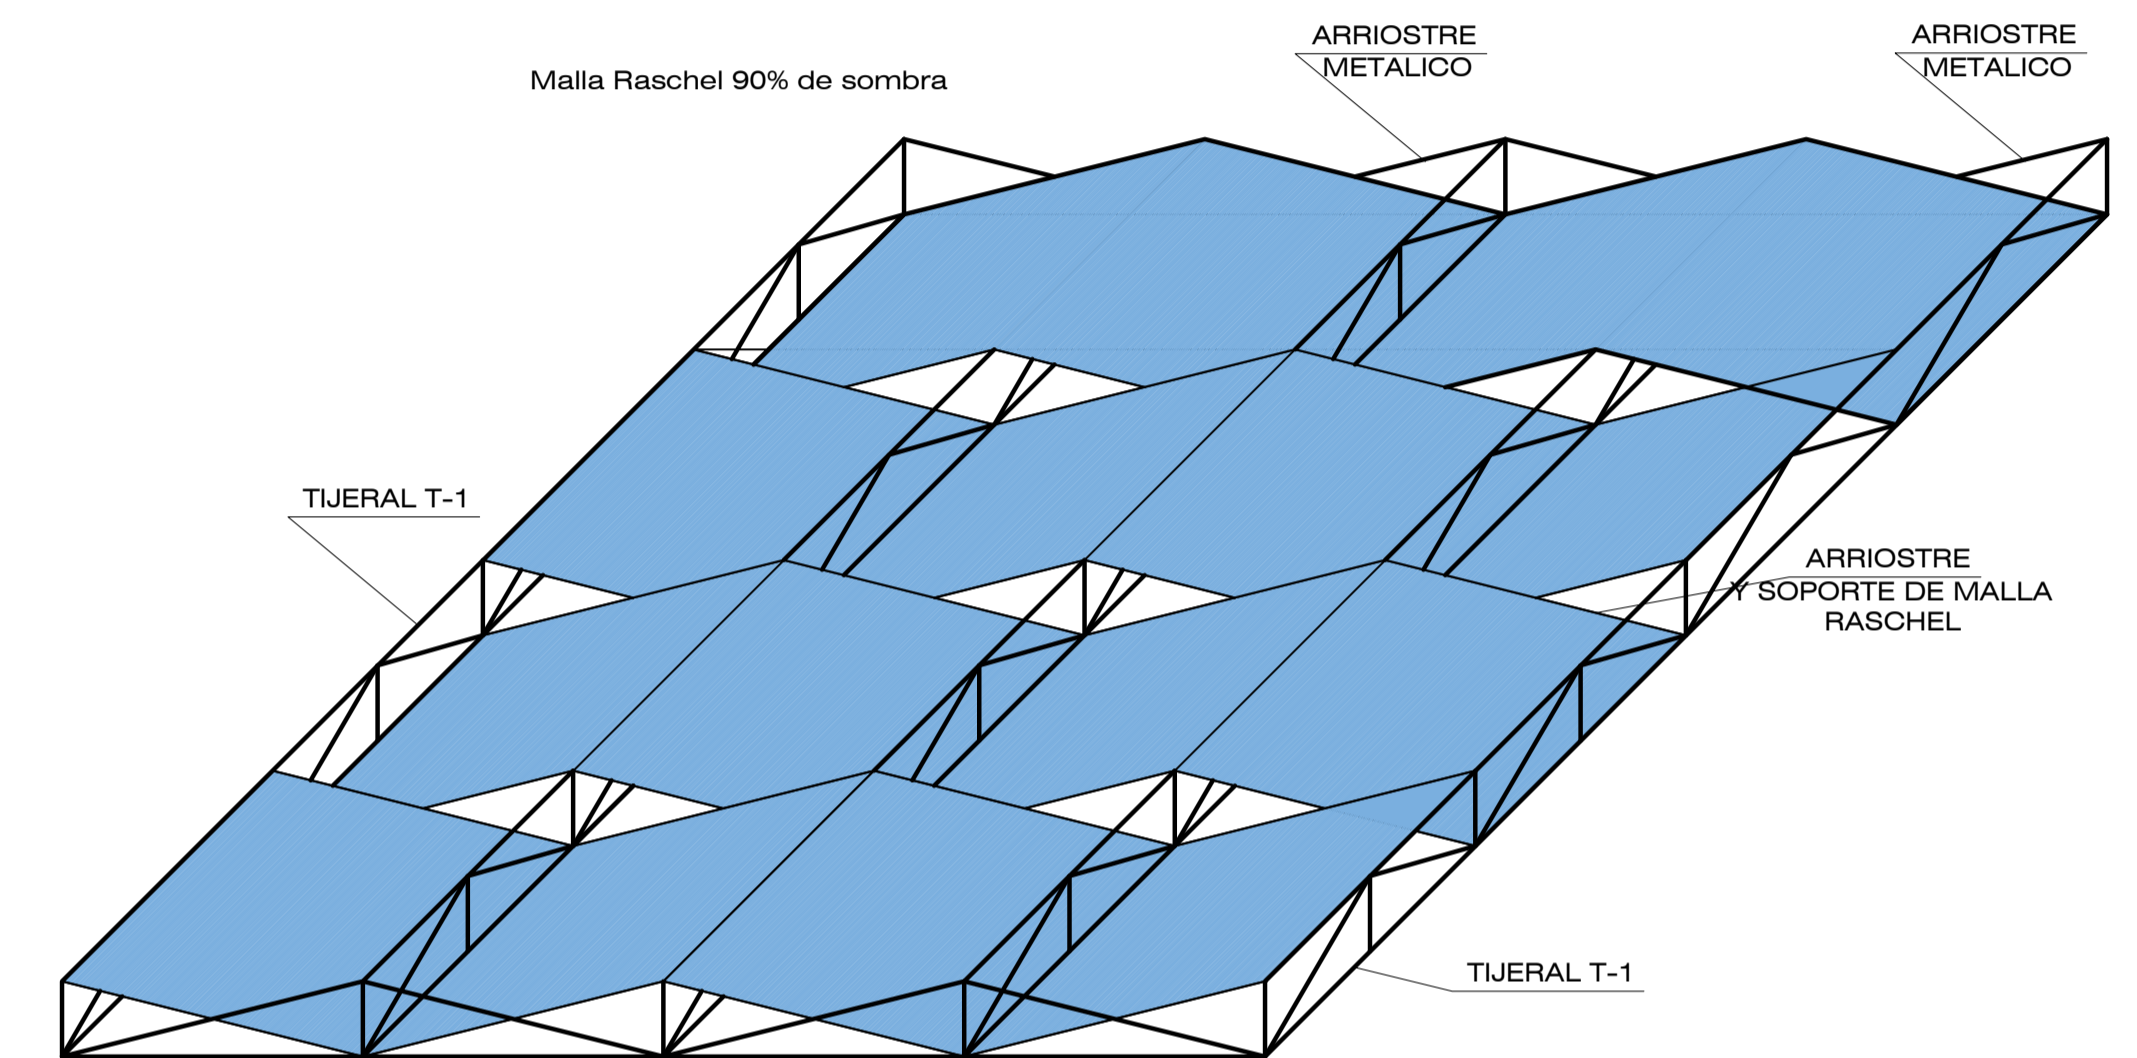 ARRIOSTRE
METALICO
ARRIOSTRE
METALICO
Malla Raschel 90% de sombra
TIJERAL T-1
ARRIOSTRE
Y SOPORTE DE MALLA
RASCHEL
TIJERAL T-1